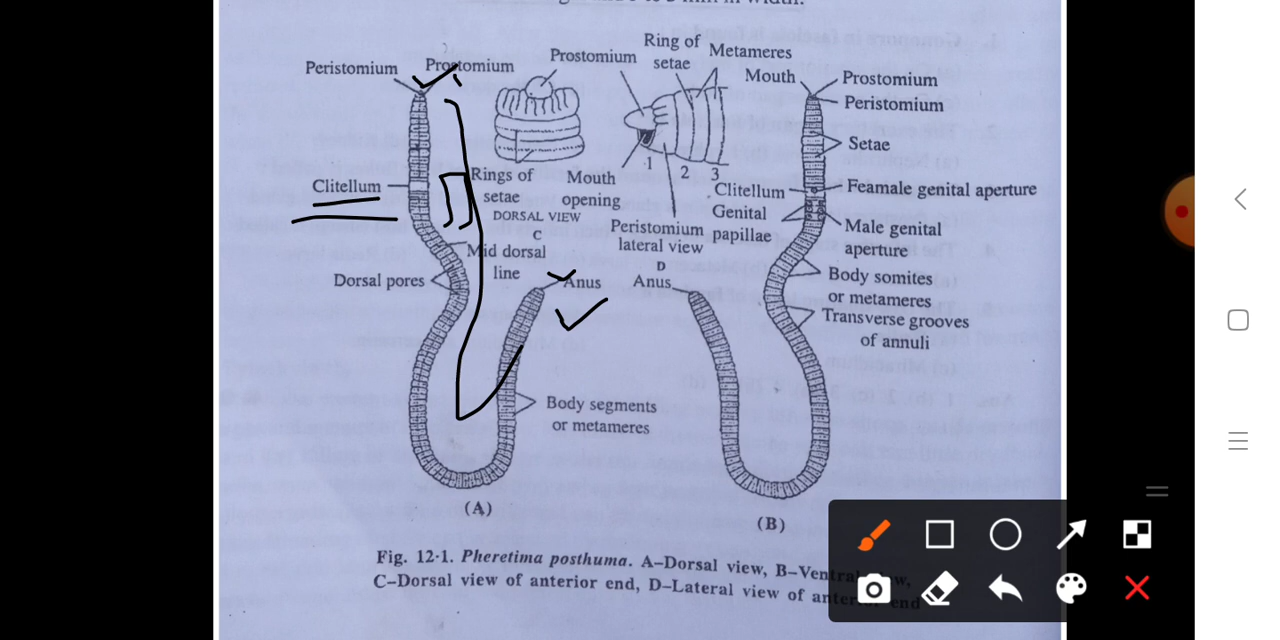 Ring of
Metameres
Prostomium
setae
Peristomium
Prostomium
Mouth
Prostomium
Peristomium
Setae
1
2
3
Rings of
setae
Mouth
opening
Clitellum
DORSAL VIEW
C
Clitellum
Feamale genital aperture
Genital
papillae
Male genital
aperture
Peristomium
lateral view
D
Mid dorsal
line
Dorsal pores
Anus
Anus
Body somites
or metameres
Transverse grooves
of annuli
Body segments
or metameres
(A)
(B)
Fig. 12·1. Pheretima posthuma. A–Dorsal view, B–Ventral view,
C–Dorsal view of anterior end, D–Lateral view of anterior end